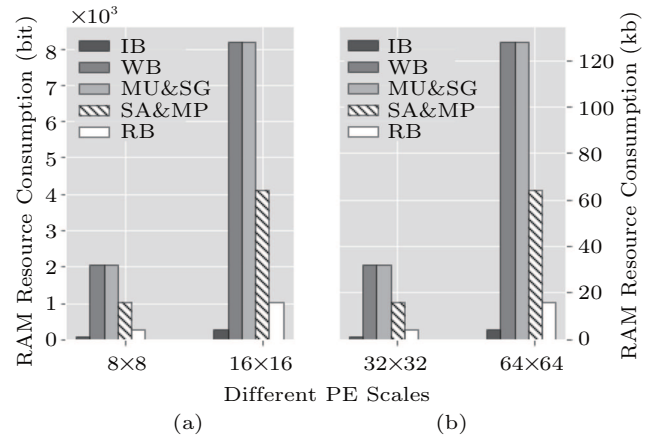 ×10³
RAM Resource Consumption (bit)
8
7
6
5
4
3
2
1
0
IB
WB
MU&SG
SA&MP
RB
8×8
16×16
IB
WB
MU&SG
SA&MP
RB
32×32
64×64
120
100
80
60
40
20
0
RAM Resource Consumption (kb)
Different PE Scales
(a)
(b)